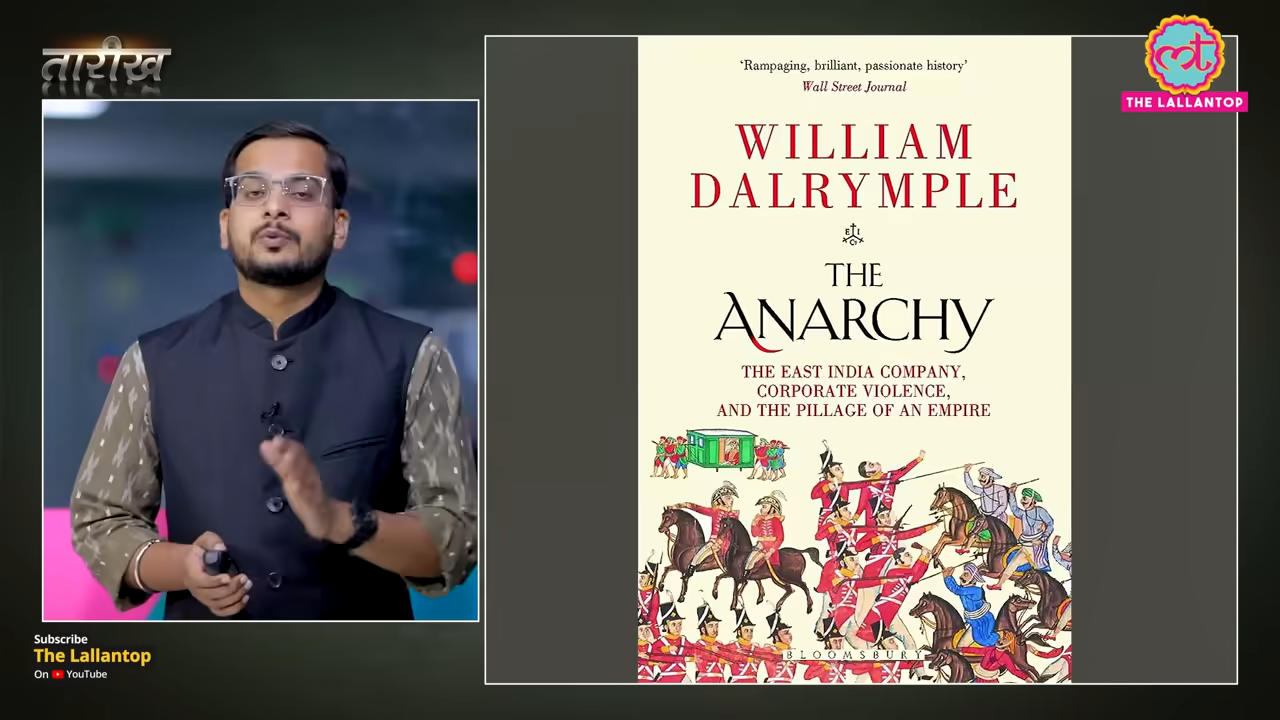 तारीख़
THE LALLANTOP
Subscribe
The Lallantop
On YouTube
'Rampaging, brilliant, passionate history'
Wall Street Journal
WILLIAM
DALRYMPLE
E I
C
THE
ANARCHY
THE EAST INDIA COMPANY,
CORPORATE VIOLENCE,
AND THE PILLAGE OF AN EMPIRE
BLOOMSBURY